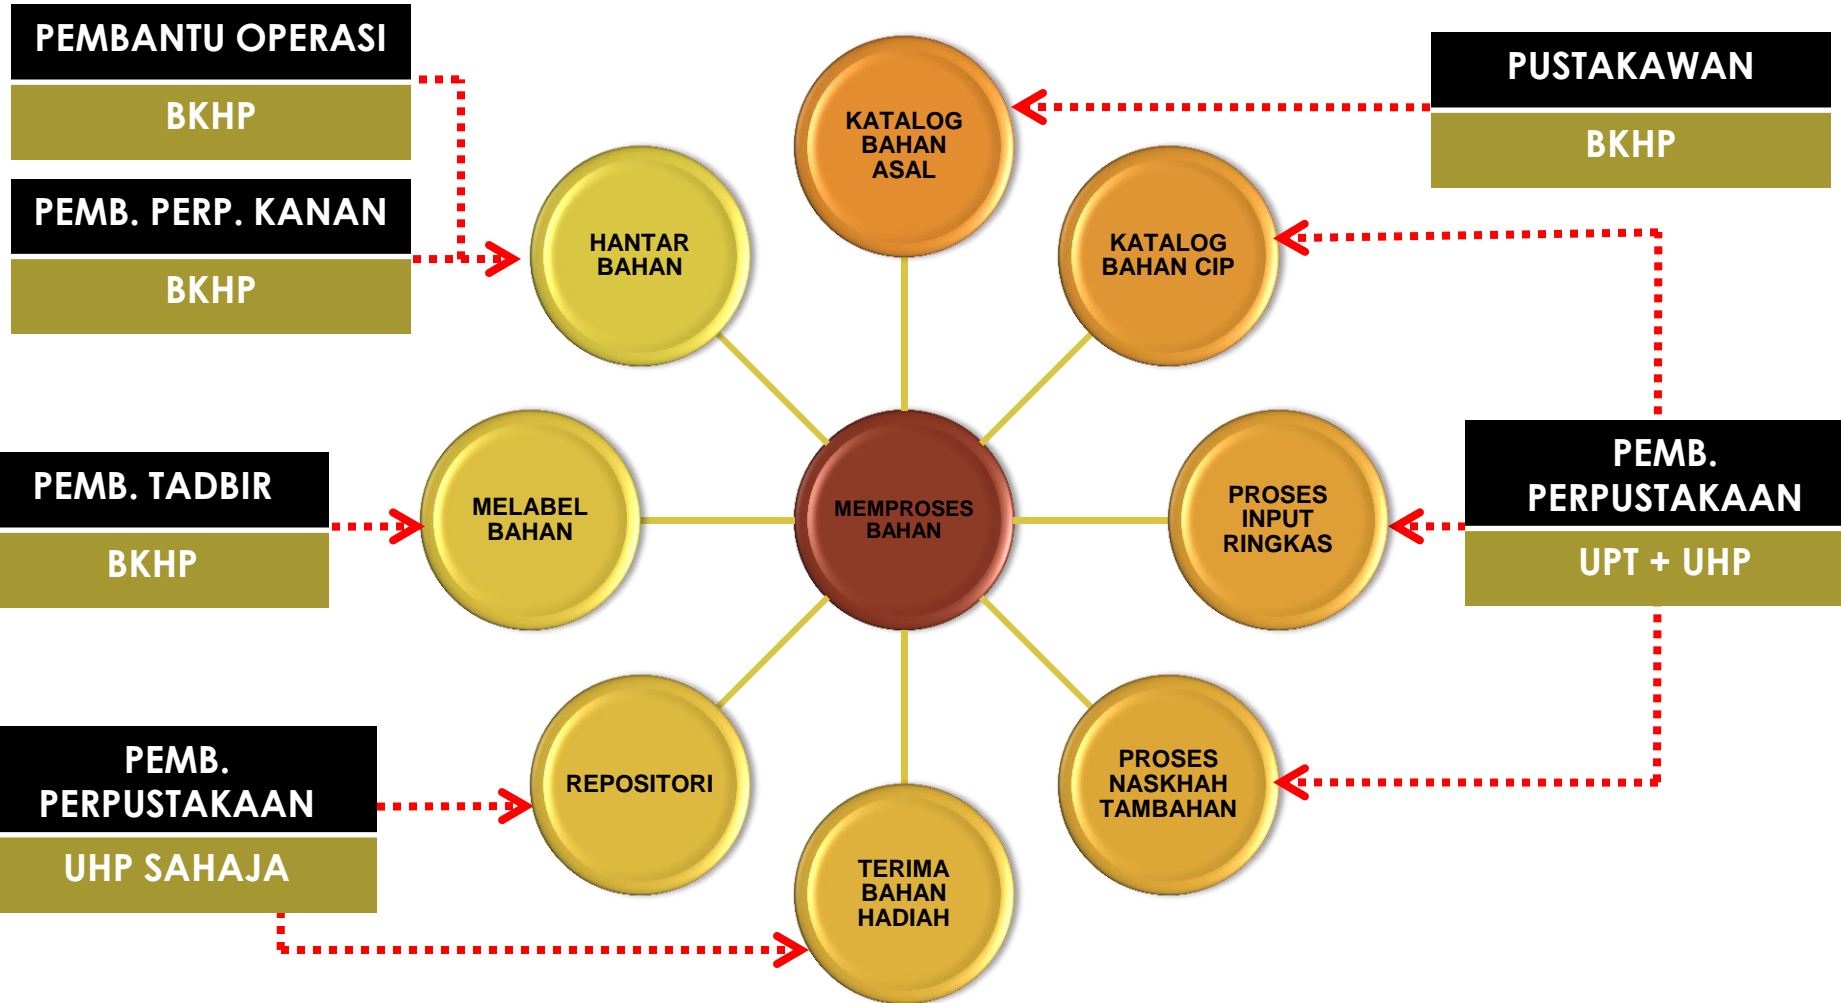 PEMBANTU OPERASI
BKHP
PEMB. PERP. KANAN
BKHP
PEMB. TADBIR
BKHP
PEMB.
PERPUSTAKAAN
UHP SAHAJA
KATALOG
BAHAN
ASAL
KATALOG
BAHAN CIP
PROSES
INPUT
RINGKAS
PROSES
NASKHAH
TAMBAHAN
TERIMA
BAHAN
HADIAH
REPOSITORI
MELABEL
BAHAN
HANTAR
BAHAN
MEMPROSES
BAHAN
PUSTAKAWAN
BKHP
PEMB.
PERPUSTAKAAN
UPT + UHP